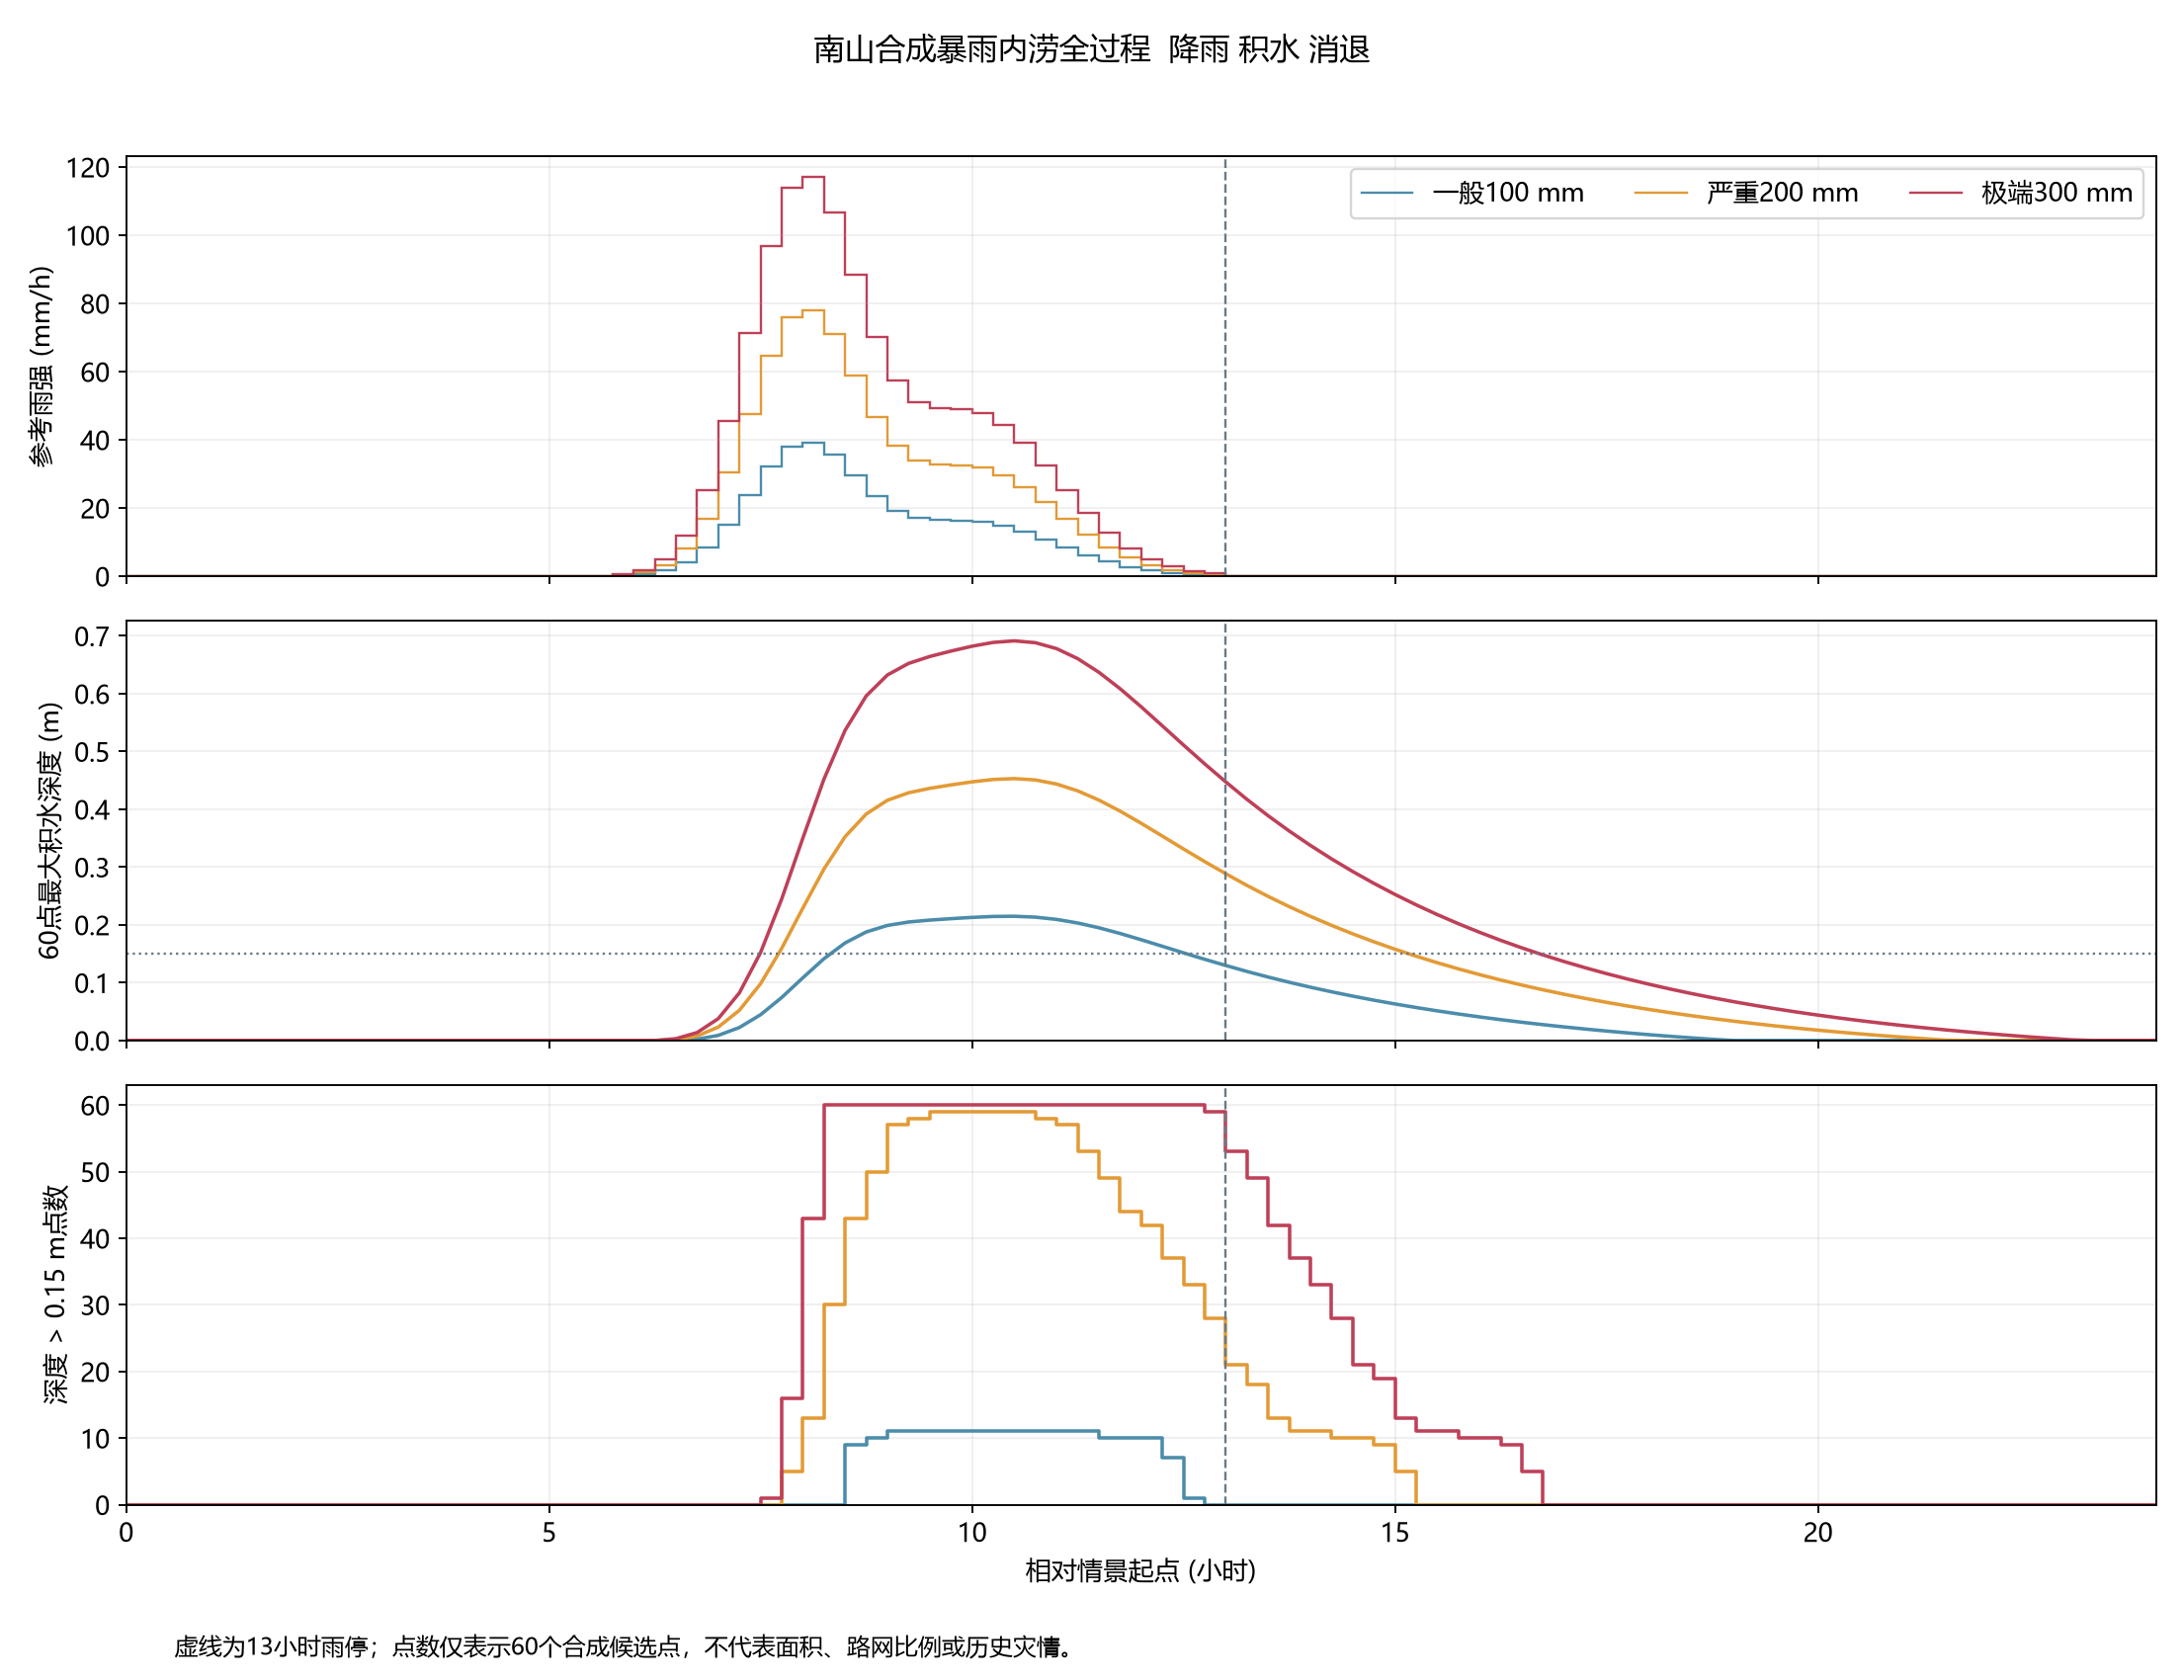 南山合成暴雨内涝全过程 降雨 积水 消退
参考雨强 (mm/h)
120
100
80
60
40
20
0
一般100 mm 严重200 mm 极端300 mm
60点最大积水深度 (m)
0.7
0.6
0.5
0.4
0.3
0.2
0.1
0.0
深度 > 0.15 m点数
60
50
40
30
20
10
0
0 5 10 15 20
相对情景起点 (小时)
虚线为13小时雨停；点数仅表示60个合成候选点，不代表面积、路网比例或历史灾情。